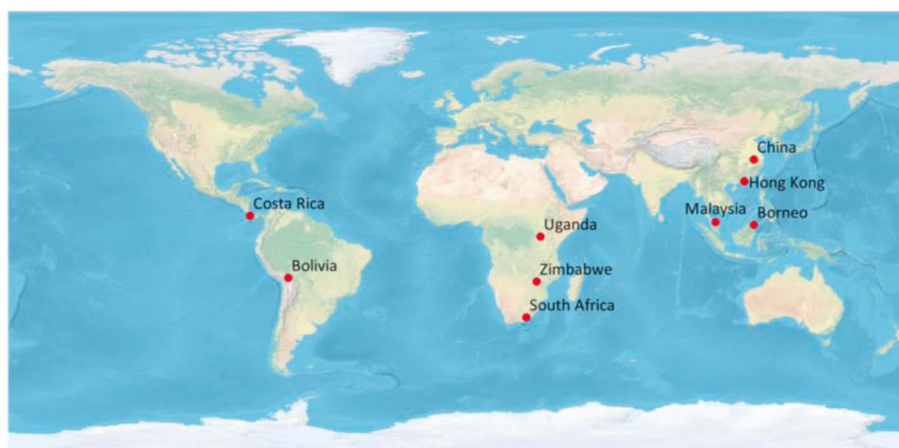 China
Hong Kong
Malaysia
Borneo
Costa Rica
Uganda
Bolivia
Zimbabwe
South Africa